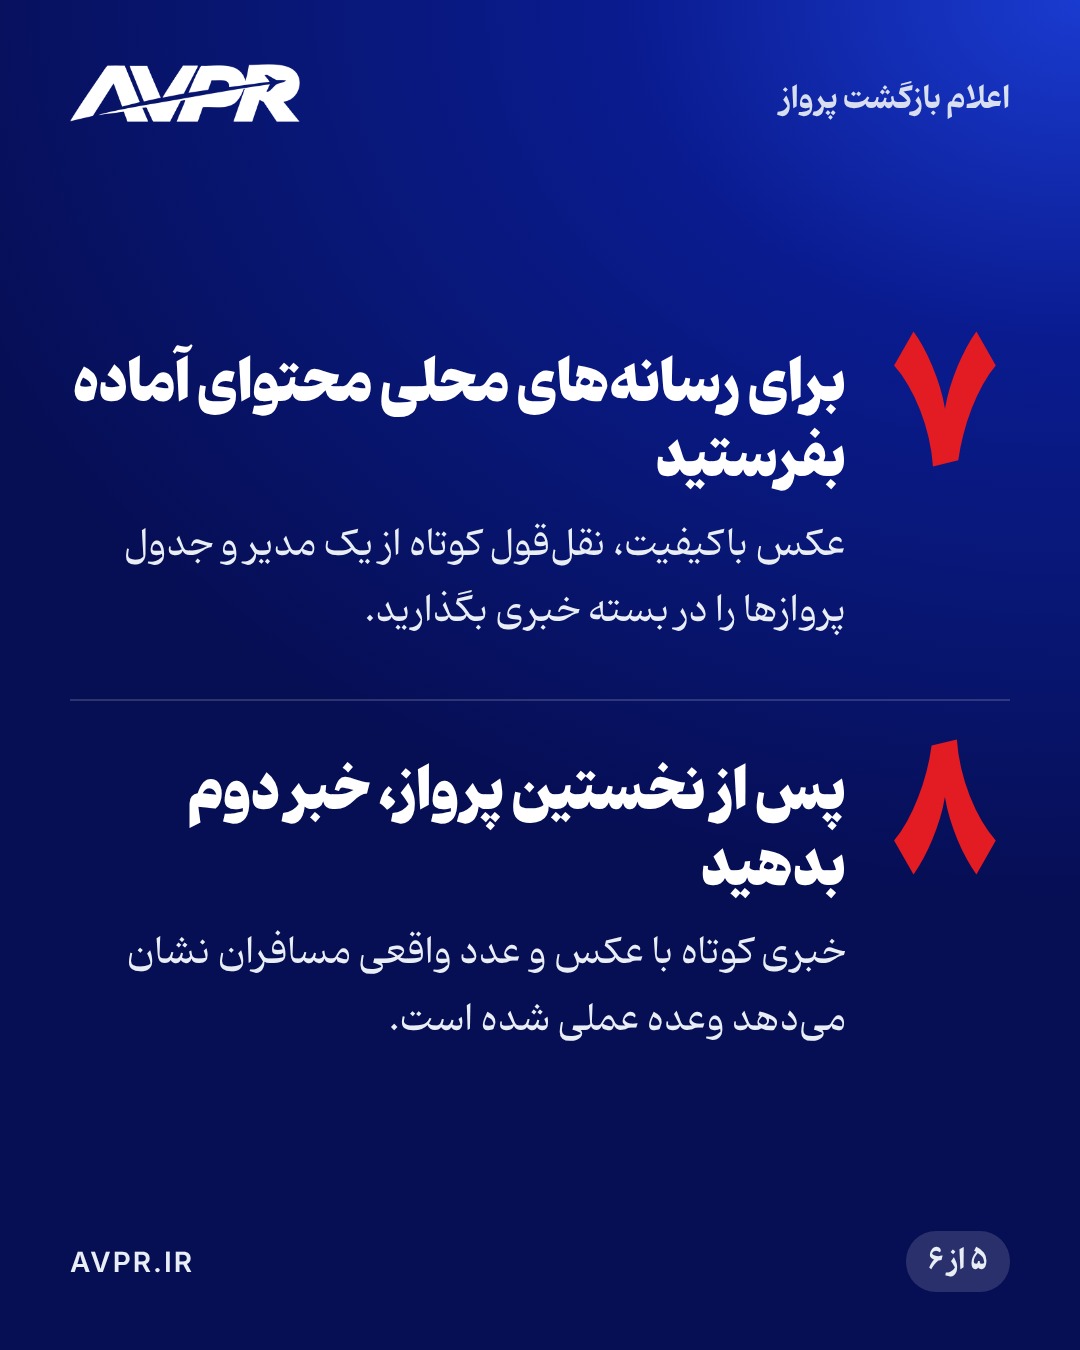 اعلام بازگشت پرواز
AVPR
۷
برای رسانه‌های محلی محتوای آماده
بفرستید
عکس باکیفیت، نقل‌قول کوتاه از یک مدیر و جدول
پروازها را در بسته خبری بگذارید.
۸
پس از نخستین پرواز، خبر دوم
بدهید
خبری کوتاه با عکس و عدد واقعی مسافران نشان
می‌دهد وعده عملی شده است.
۵ از ۶
AVPR.IR